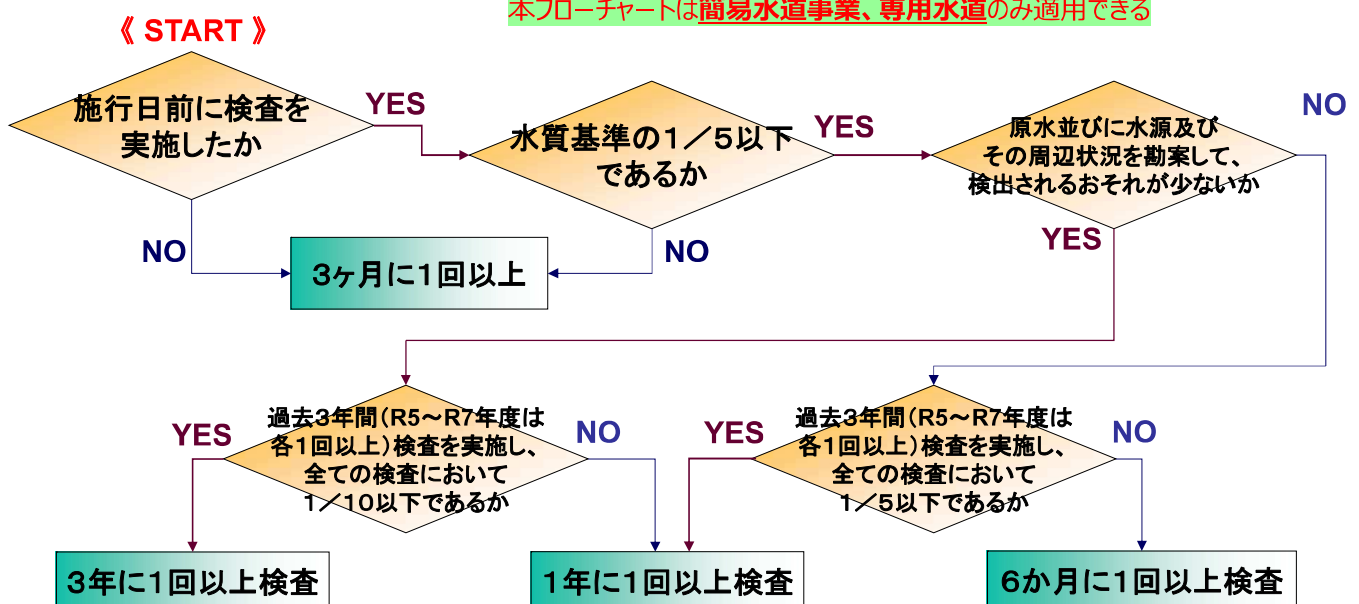 本フローチャートは簡易水道事業、専用水道のみ適用できる
《 START 》
施行日前に検査を
実施したか
YES
水質基準の1/5以下
であるか
YES
原水並びに水源及び
その周辺状況を勘案して、
検出されるおそれが少ないか
NO
NO
3ヶ月に1回以上
NO
YES
YES
過去3年間(R5~R7年度は
各1回以上)検査を実施し、
全ての検査において
1/10以下であるか
NO
YES
過去3年間(R5~R7年度は
各1回以上)検査を実施し、
全ての検査において
1/5以下であるか
NO
3年に1回以上検査
1年に1回以上検査
6か月に1回以上検査